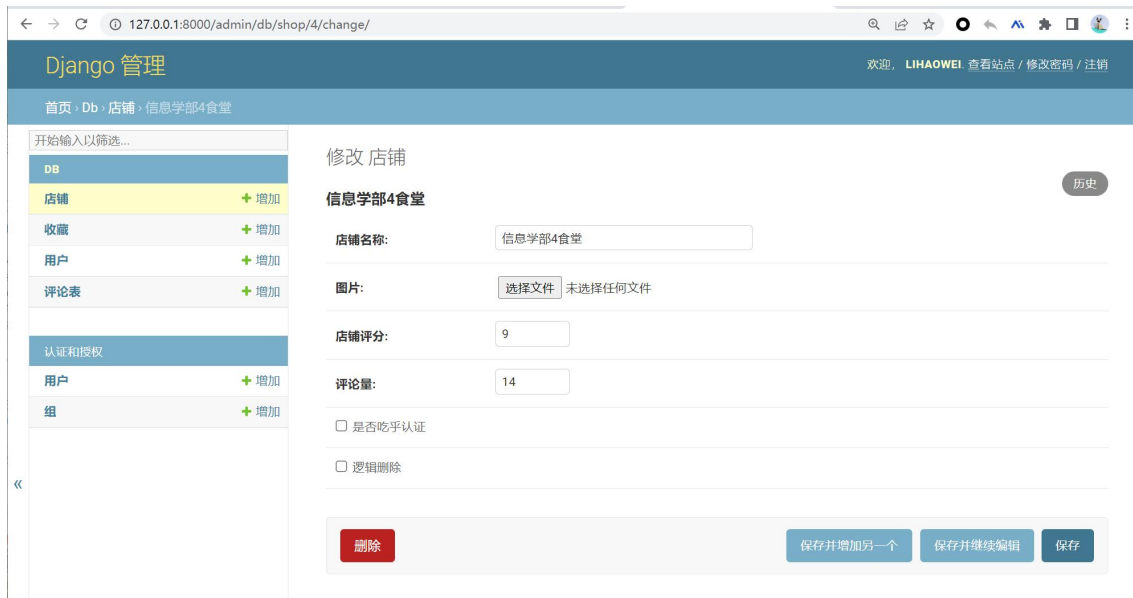 127.0.0.1:8000/admin/db/shop/4/change/
Django 管理
欢迎， LIHAOWEI. 查看站点 / 修改密码 / 注销
首页 › Db › 店铺 › 信息学部4食堂
开始输入以筛选...
DB
店铺 + 增加
收藏 + 增加
用户 + 增加
评论表 + 增加
认证和授权
用户 + 增加
组 + 增加
«
修改 店铺
历史
信息学部4食堂
店铺名称: 信息学部4食堂
图片: 选择文件 未选择任何文件
店铺评分: 9
评论量: 14
是否吃乎认证
逻辑删除
删除 保存并增加另一个 保存并继续编辑 保存